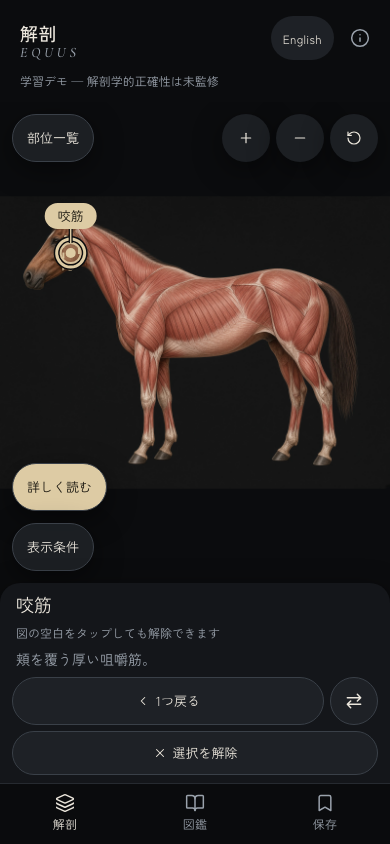 解剖
EQUUS
English
学習デモ — 解剖学的正確性は未監修
部位一覧
咬筋
詳しく読む
表示条件
咬筋
図の空白をタップしても解除できます
頬を覆う厚い咀嚼筋。
1つ戻る
選択を解除
解剖
図鑑
保存